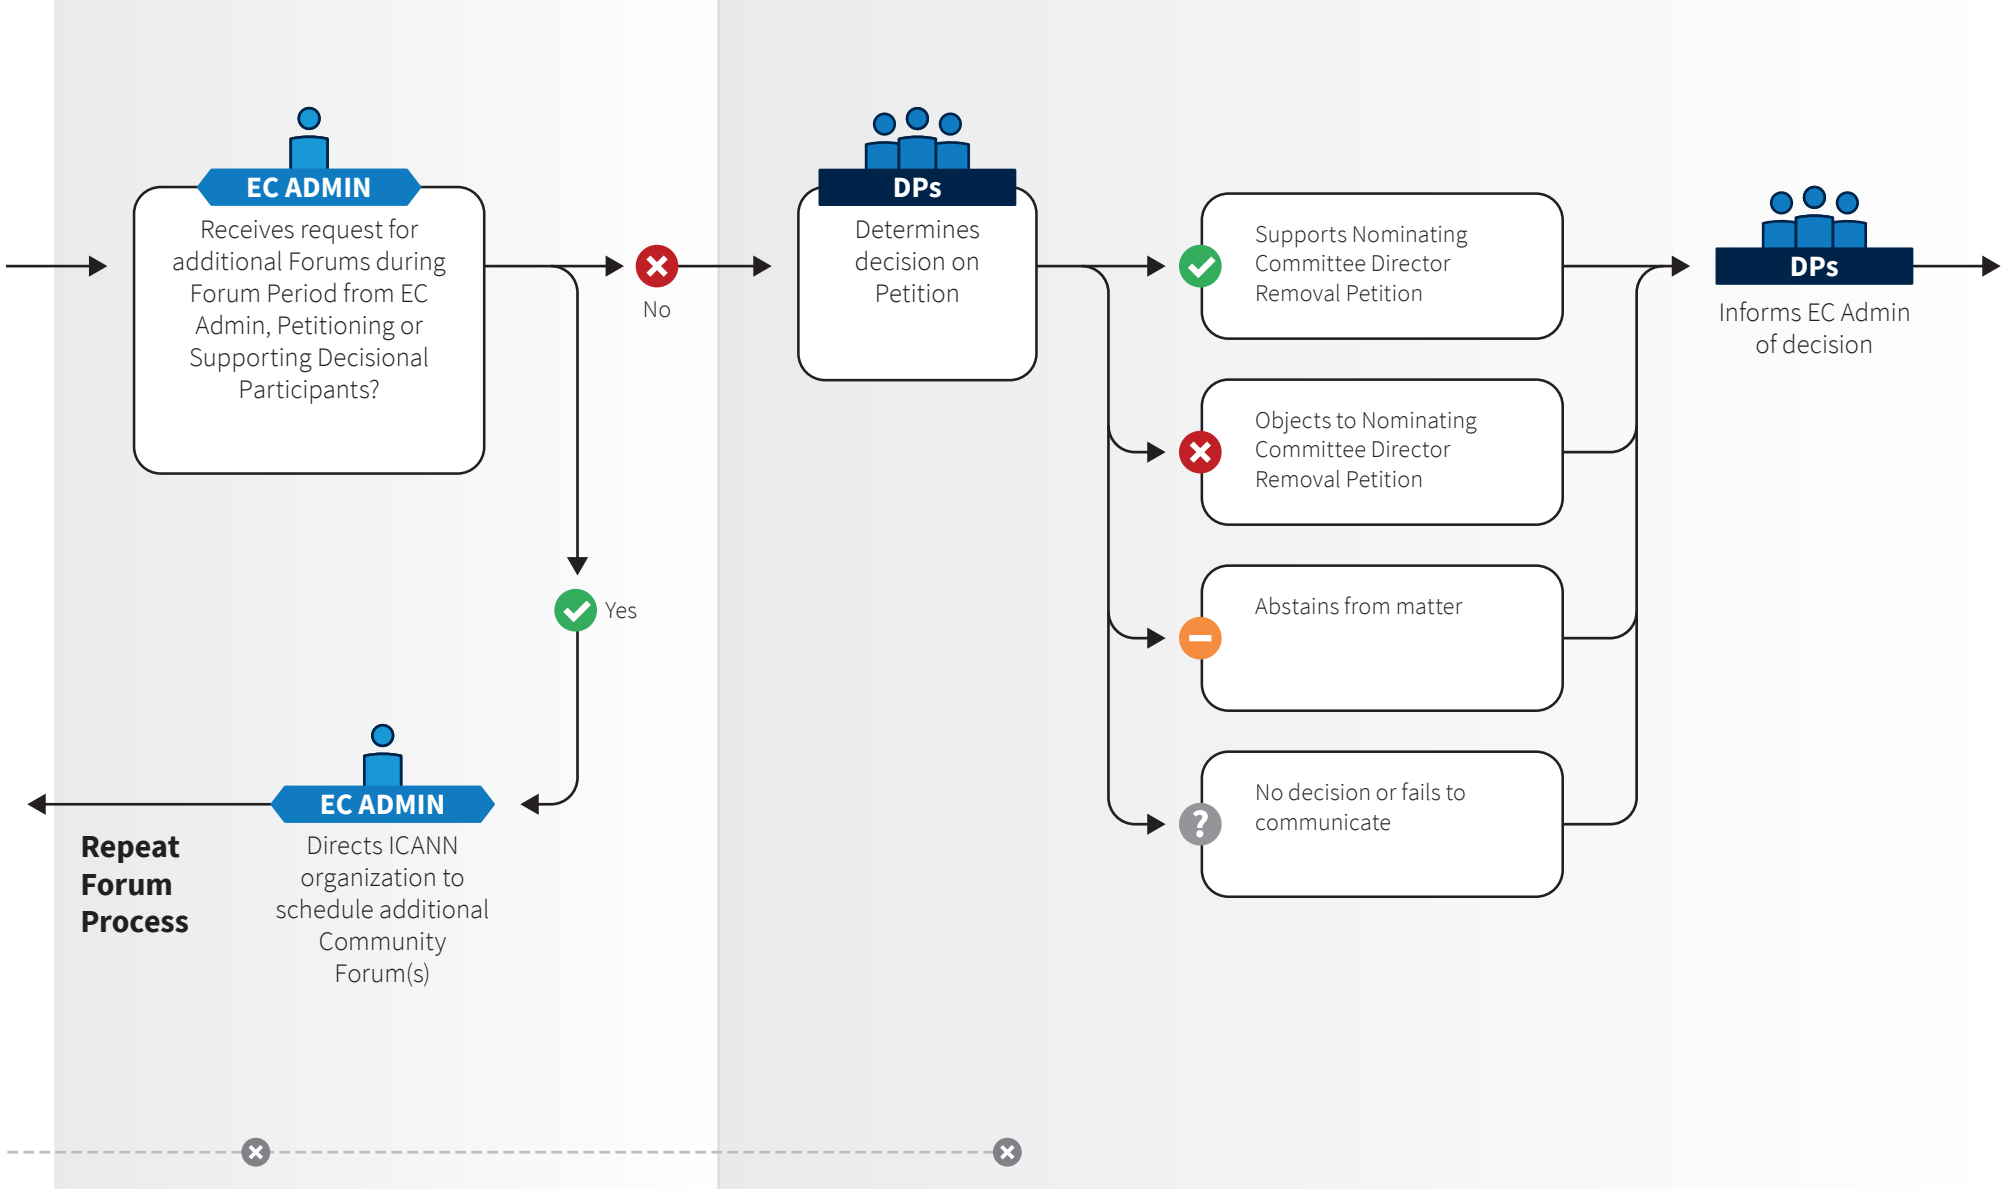 EC ADMIN
Receives request for
additional Forums during
Forum Period from EC
Admin, Petitioning or
Supporting Decisional
Participants?
No
Yes
EC ADMIN
Directs ICANN
organization to
schedule additional
Community
Forum(s)
Repeat
Forum
Process
DPs
Determines
decision on
Petition
Supports Nominating
Committee Director
Removal Petition
Objects to Nominating
Committee Director
Removal Petition
Abstains from matter
?
No decision or fails to
communicate
DPs
Informs EC Admin
of decision